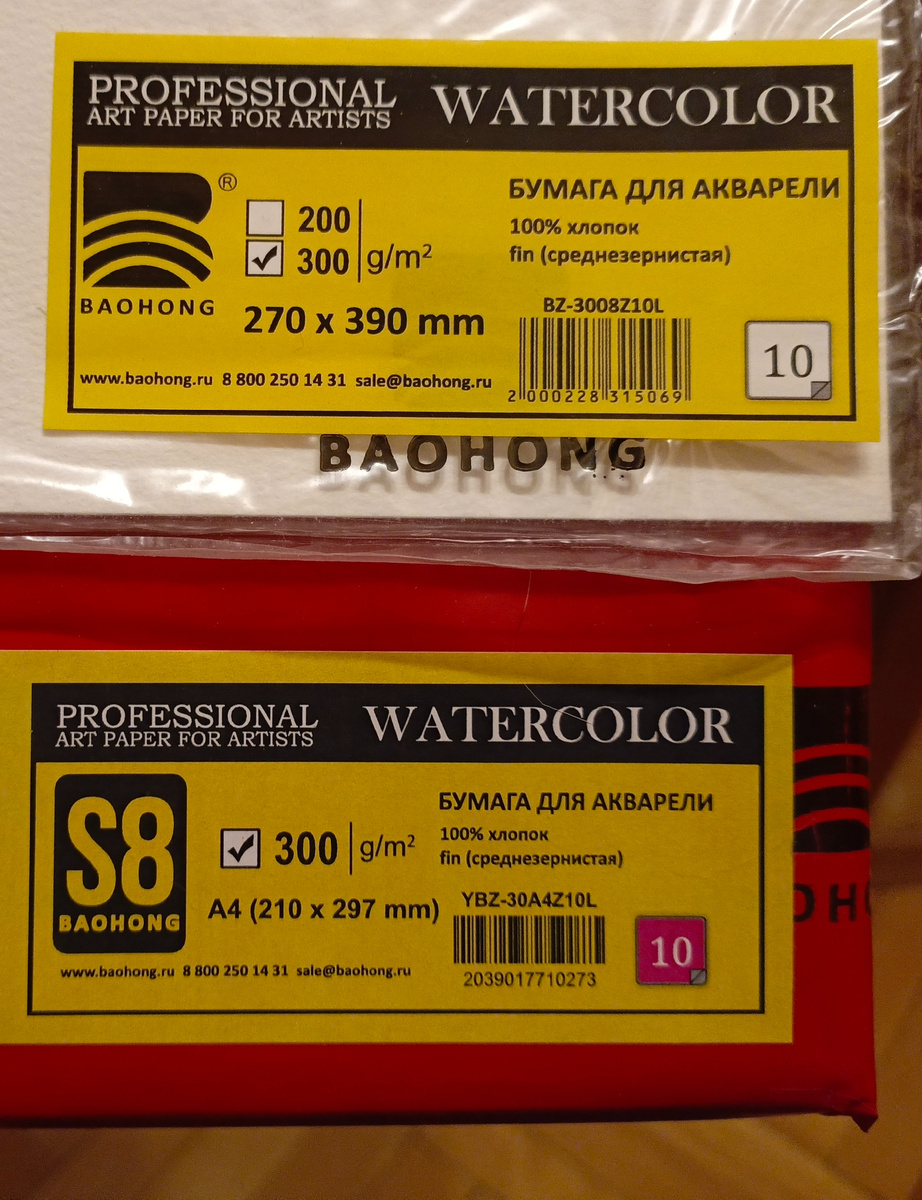 PROFESSIONAL
ART PAPER FOR ARTISTS
WATERCOLOR
®
BAOHONG
200
300 g/m²
270 x 390 mm
БУМАГА ДЛЯ АКВАРЕЛИ
100% хлопок
fin (среднезернистая)
BZ-3008Z10L
2 000228 315069
10
www.baohong.ru 8 800 250 14 31 sale@baohong.ru
BAOHONG
PROFESSIONAL
ART PAPER FOR ARTISTS
WATERCOLOR
S8
BAOHONG
300 g/m²
A4 (210 x 297 mm)
БУМАГА ДЛЯ АКВАРЕЛИ
100% хлопок
fin (среднезернистая)
YBZ-30A4Z10L
2039017710273
10
www.baohong.ru 8 800 250 14 31 sale@baohong.ru